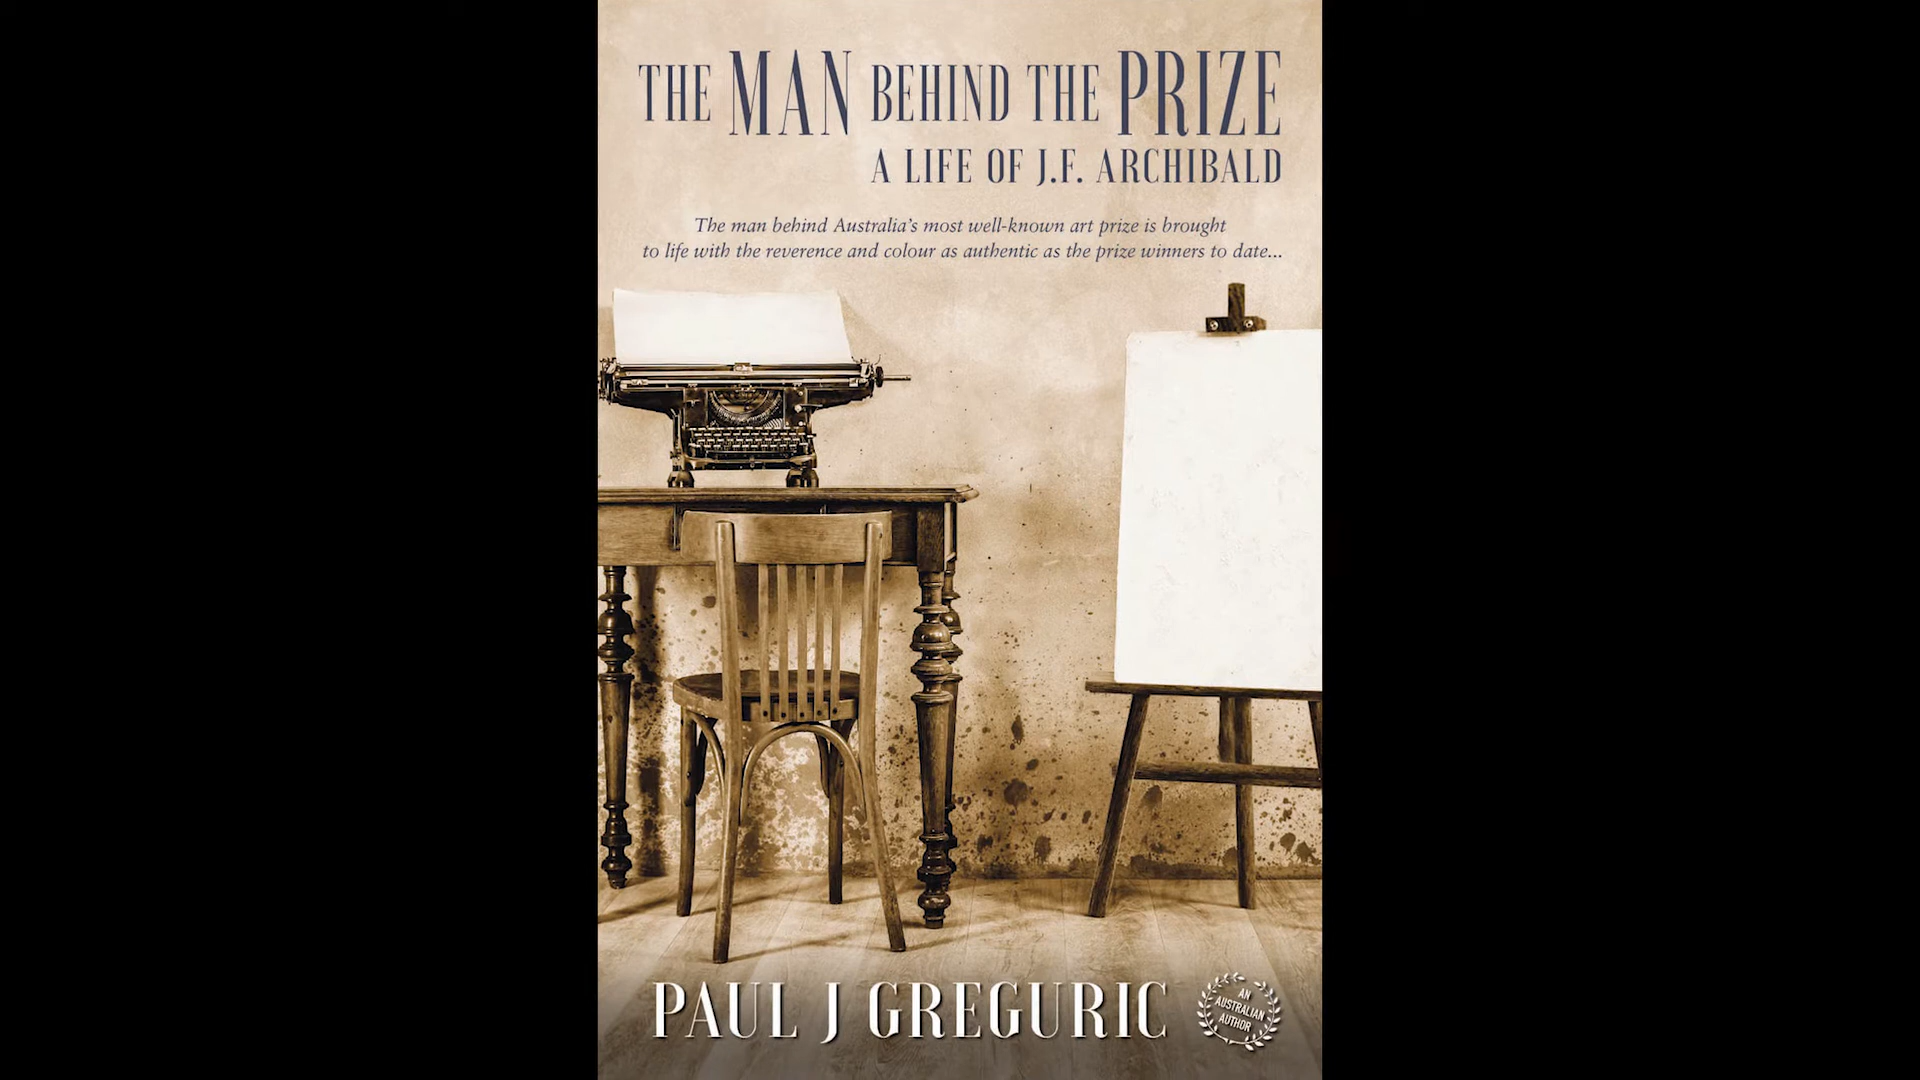 THE MAN BEHIND THE PRIZE
A LIFE OF J.F. ARCHIBALD
The man behind Australia's most well-known art prize is brought
to life with the reverence and colour as authentic as the prize winners to date...
PAUL J GREGURIC
AN
AUSTRALIAN
AUTHOR